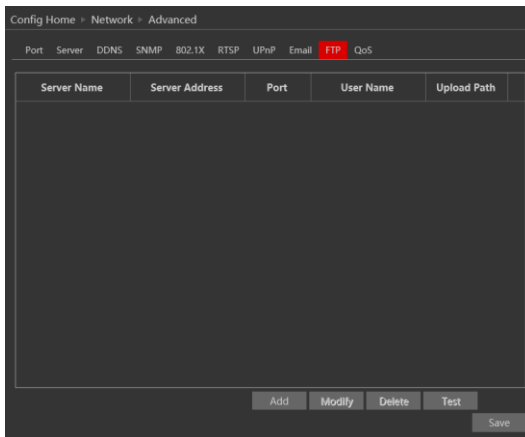 Config Home ▸ Network ▸ Advanced
Port Server DDNS SNMP 802.1X RTSP UPnP Email FTP QoS
Server Name Server Address Port User Name Upload Path
Add Modify Delete Test
Save